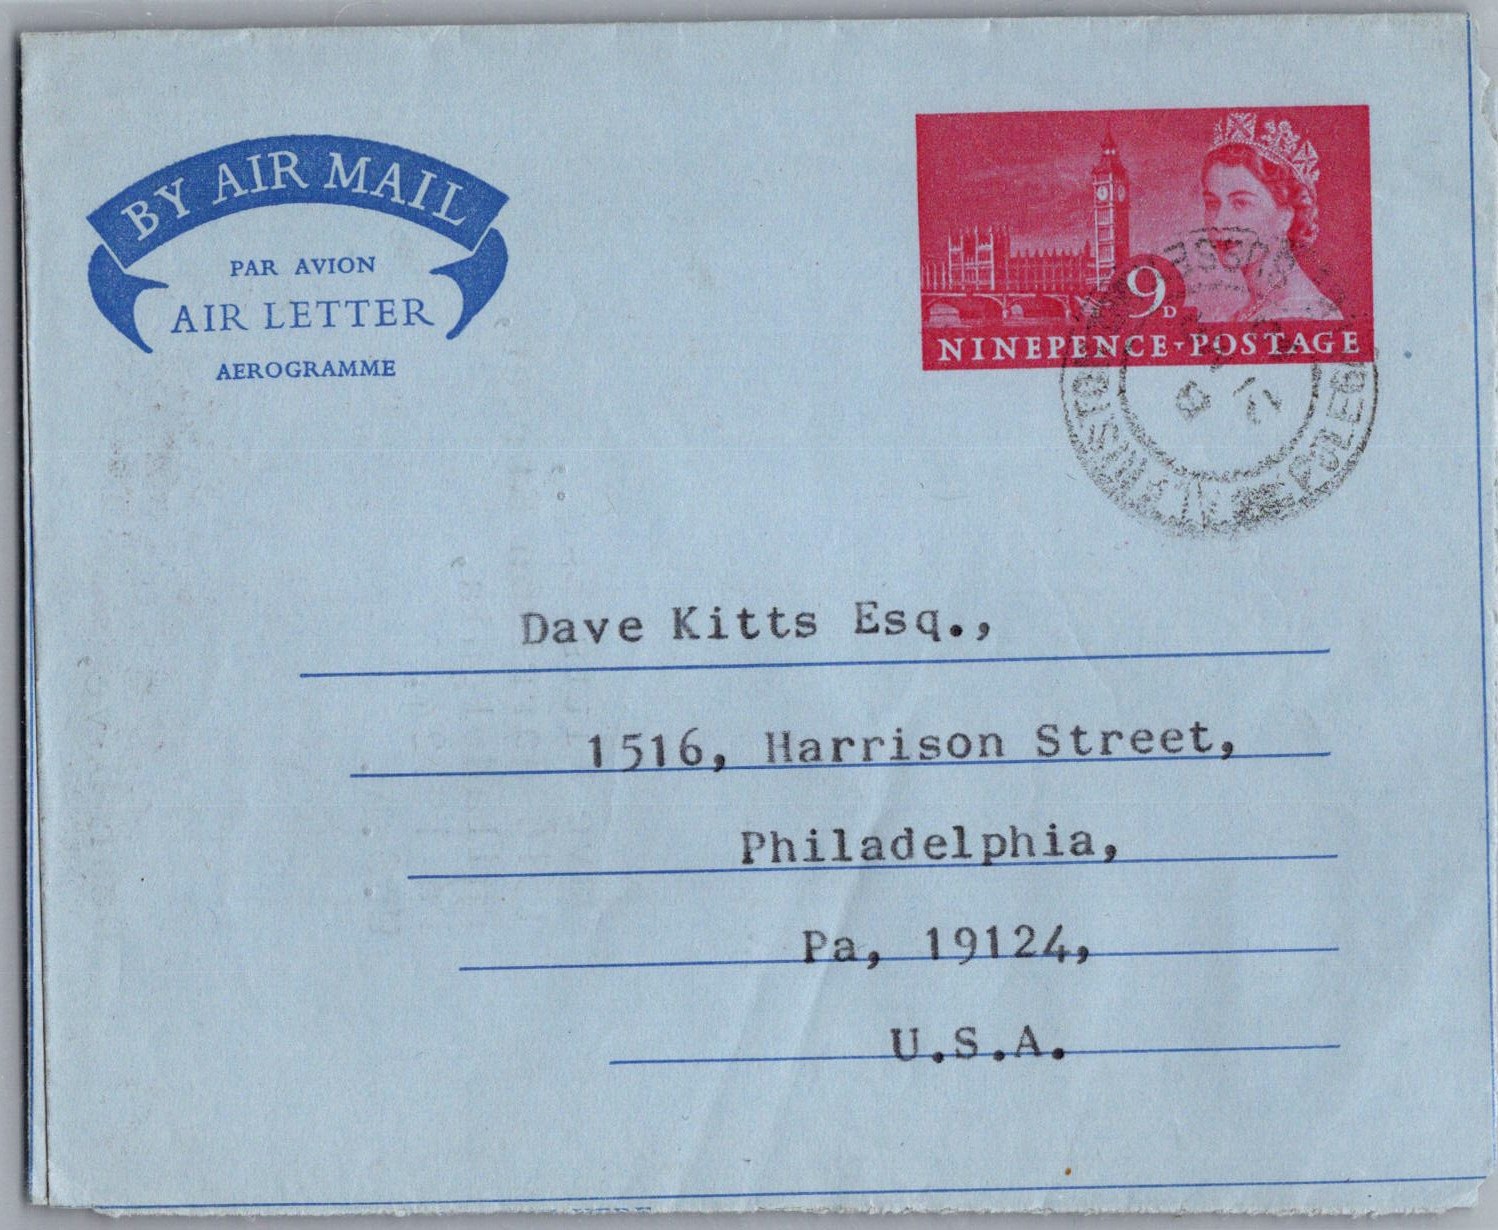 BY AIR MAIL
PAR AVION
AIR LETTER
AEROGRAMME
9D
NINEPENCE·POSTAGE
Dave Kitts Esq.,
1516, Harrison Street,
Philadelphia,
Pa, 19124,
U.S.A.